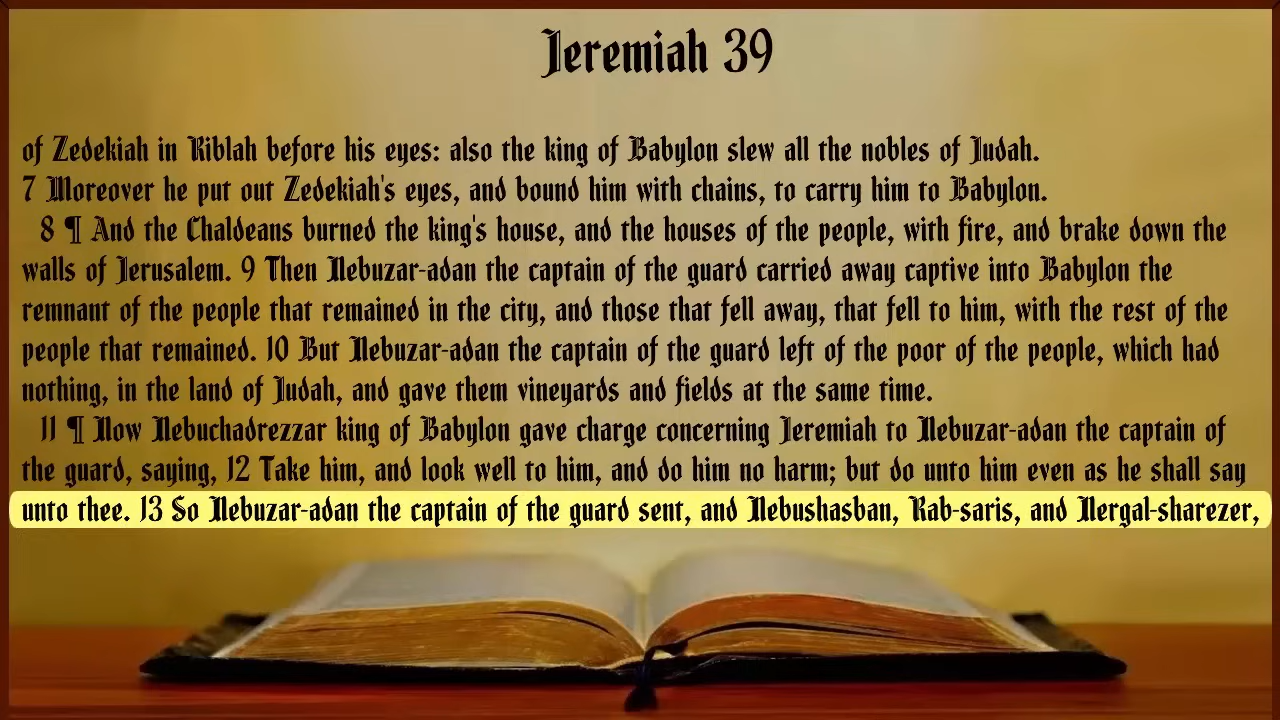 Jeremiah 39
of Zedekiah in Riblah before his eyes: also the king of Babylon slew all the nobles of Judah.
7 Moreover he put out Zedekiah's eyes, and bound him with chains, to carry him to Babylon.
8 ¶ And the Chaldeans burned the king's house, and the houses of the people, with fire, and brake down the
walls of Jerusalem. 9 Then Nebuzar-adan the captain of the guard carried away captive into Babylon the
remnant of the people that remained in the city, and those that fell away, that fell to him, with the rest of the
people that remained. 10 But Nebuzar-adan the captain of the guard left of the poor of the people, which had
nothing, in the land of Judah, and gave them vineyards and fields at the same time.
11 ¶ Now Nebuchadrezzar king of Babylon gave charge concerning Jeremiah to Nebuzar-adan the captain of
the guard, saying, 12 Take him, and look well to him, and do him no harm; but do unto him even as he shall say
unto thee. 13 So Nebuzar-adan the captain of the guard sent, and Nebushasban, Rab-saris, and Nergal-sharezer,